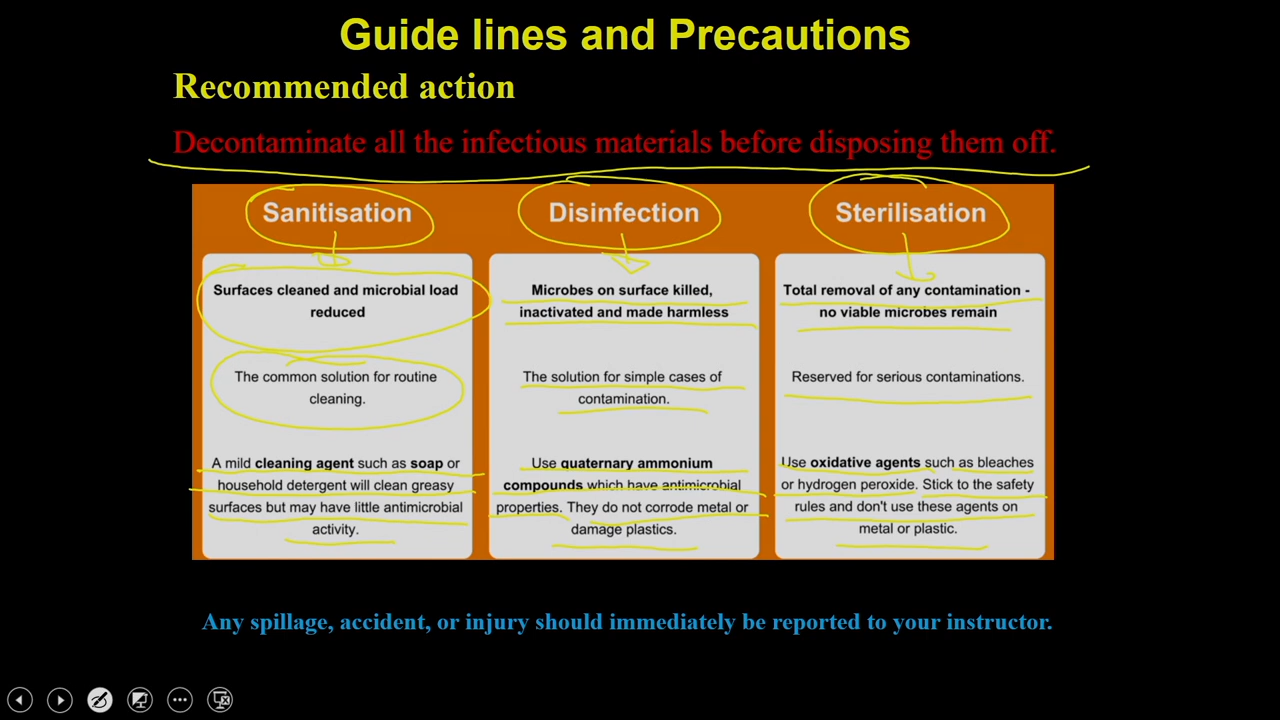 Guide lines and Precautions
Recommended action
Decontaminate all the infectious materials before disposing them off.
Sanitisation
Surfaces cleaned and microbial load
reduced
The common solution for routine
cleaning.
A mild cleaning agent such as soap or
household detergent will clean greasy
surfaces but may have little antimicrobial
activity.
Disinfection
Microbes on surface killed,
inactivated and made harmless
The solution for simple cases of
contamination.
Use quaternary ammonium
compounds which have antimicrobial
properties. They do not corrode metal or
damage plastics.
Sterilisation
Total removal of any contamination -
no viable microbes remain
Reserved for serious contaminations.
Use oxidative agents such as bleaches
or hydrogen peroxide. Stick to the safety
rules and don't use these agents on
metal or plastic.
Any spillage, accident, or injury should immediately be reported to your instructor.